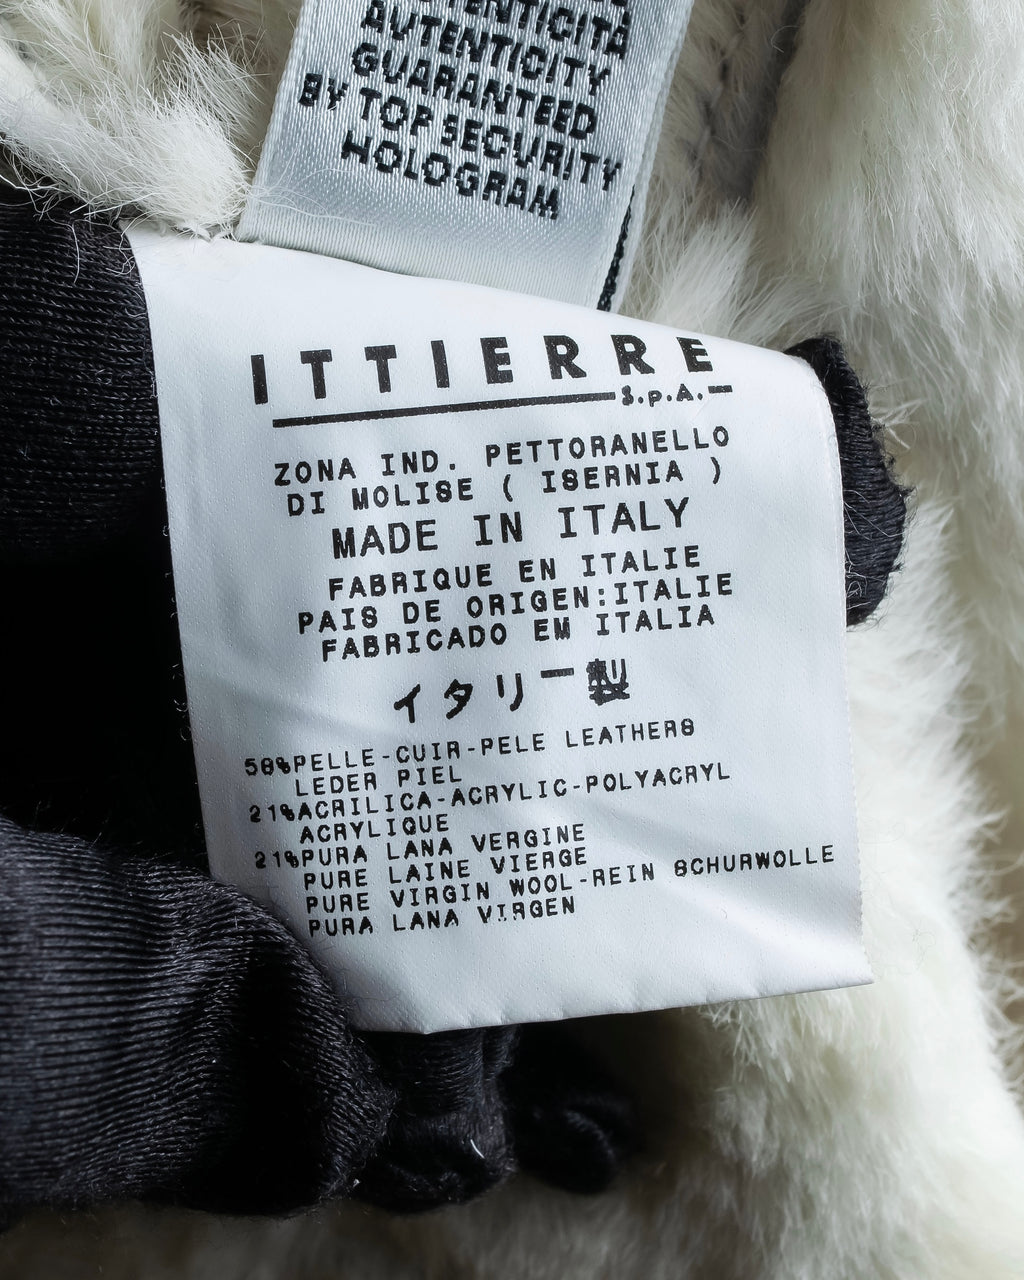 AUTENTICITÀ
AUTENTICITY
GUARANTEED
BY TOP SECURITY
HOLOGRAM
ITTIERRE
S.p.A.
ZONA IND. PETTORANELLO
DI MOLISE ( ISERNIA )
MADE IN ITALY
FABRIQUE EN ITALIE
PAIS DE ORIGEN:ITALIE
FABRICADO EM ITALIA
イタリー製
58%PELLE-CUIR-PELE LEATHERS
LEDER PIEL
21%ACRILICA-ACRYLIC-POLYACRYL
ACRYLIQUE
21%PURA LANA VERGINE
PURE LAINE VIERGE
PURE VIRGIN WOOL-REIN SCHURWOLLE
PURA LANA VIRGEN